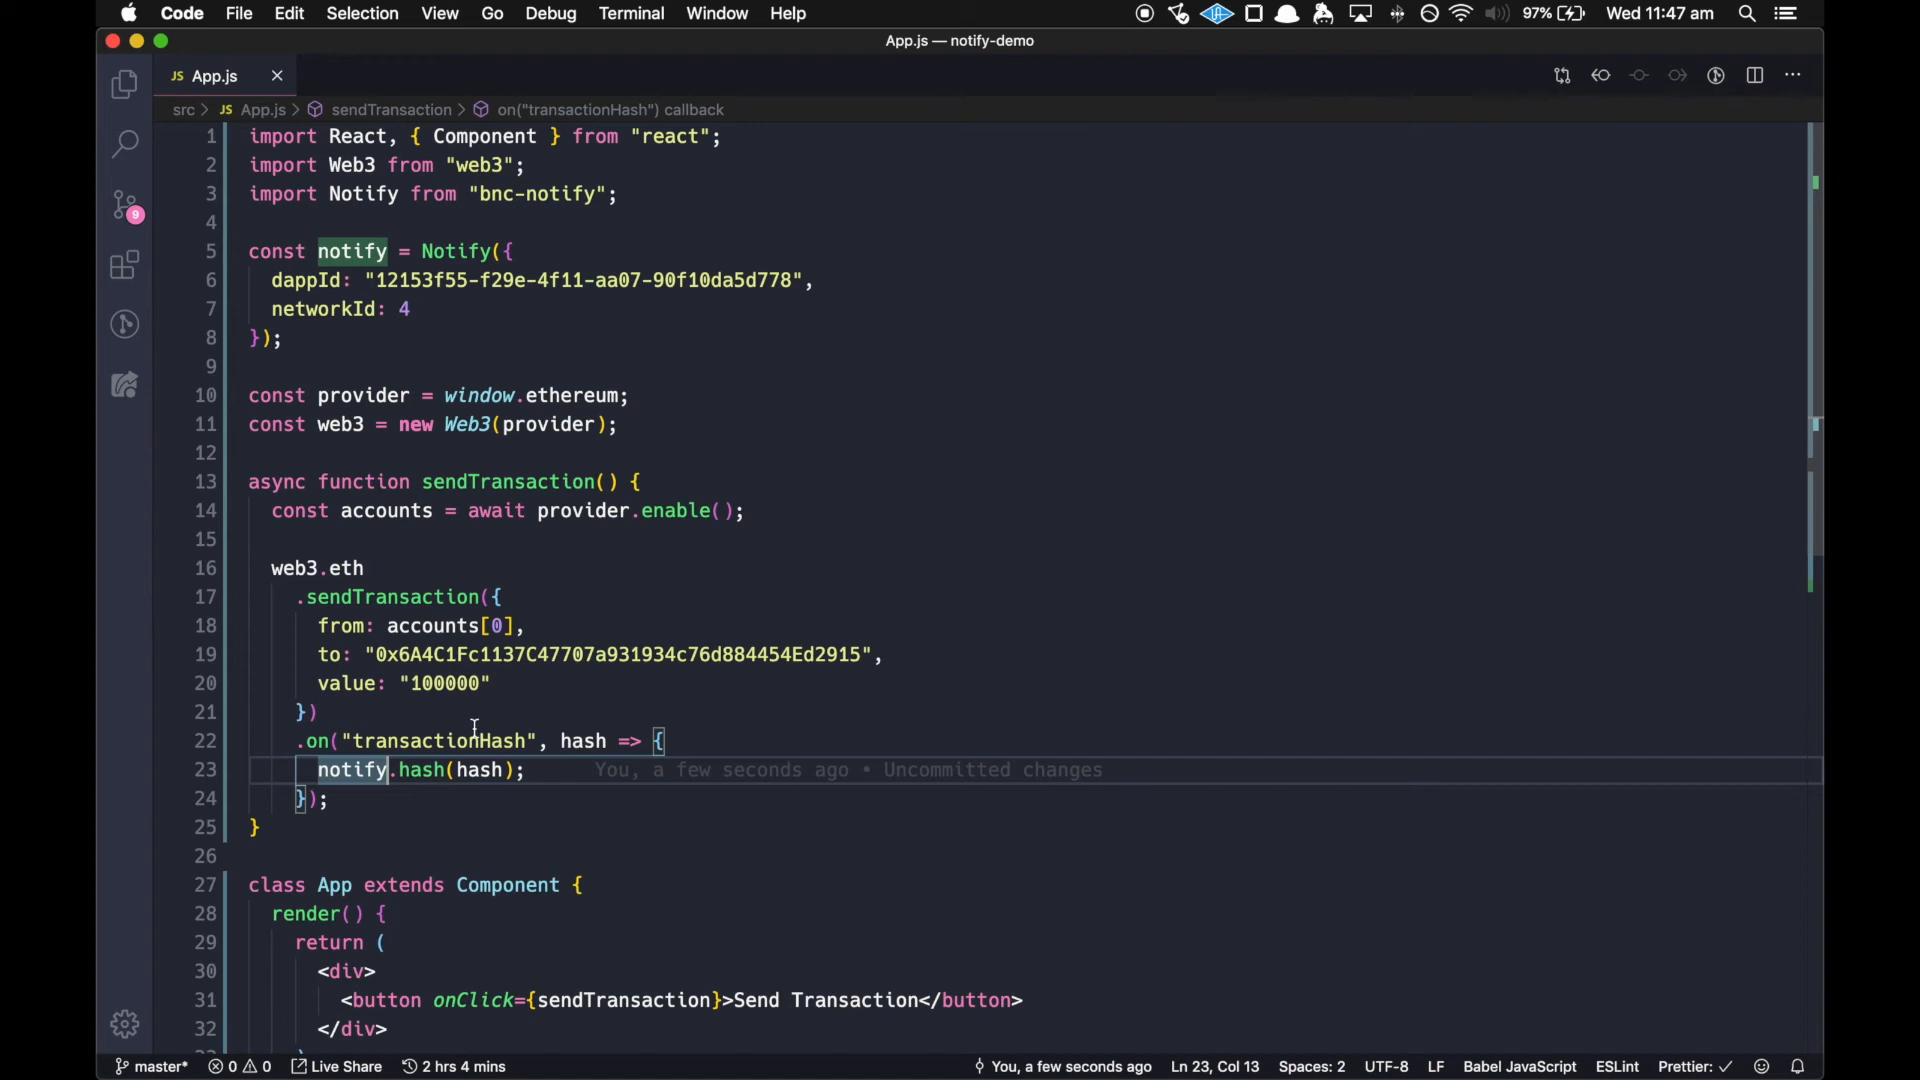 Code File Edit Selection View Go Debug Terminal Window Help 97% Wed 11:47 am
App.js — notify-demo
JS App.js
src > JS App.js > sendTransaction > on("transactionHash") callback
1 import React, { Component } from "react";
2 import Web3 from "web3";
3 import Notify from "bnc-notify";
4
5 const notify = Notify({
6 dappId: "12153f55-f29e-4f11-aa07-90f10da5d778",
7 networkId: 4
8 });
9
10 const provider = window.ethereum;
11 const web3 = new Web3(provider);
12
13 async function sendTransaction() {
14 const accounts = await provider.enable();
15
16 web3.eth
17 .sendTransaction({
18 from: accounts[0],
19 to: "0x6A4C1Fc1137C47707a931934c76d884454Ed2915",
20 value: "100000"
21 })
22 .on("transactionHash", hash => {
23 notify.hash(hash); You, a few seconds ago • Uncommitted changes
24 });
25 }
26
27 class App extends Component {
28 render() {
29 return (
30 <div>
31 <button onClick={sendTransaction}>Send Transaction</button>
32 </div>
9
master* 0 0 Live Share 2 hrs 4 mins You, a few seconds ago Ln 23, Col 13 Spaces: 2 UTF-8 LF Babel JavaScript ESLint Prettier: ✓